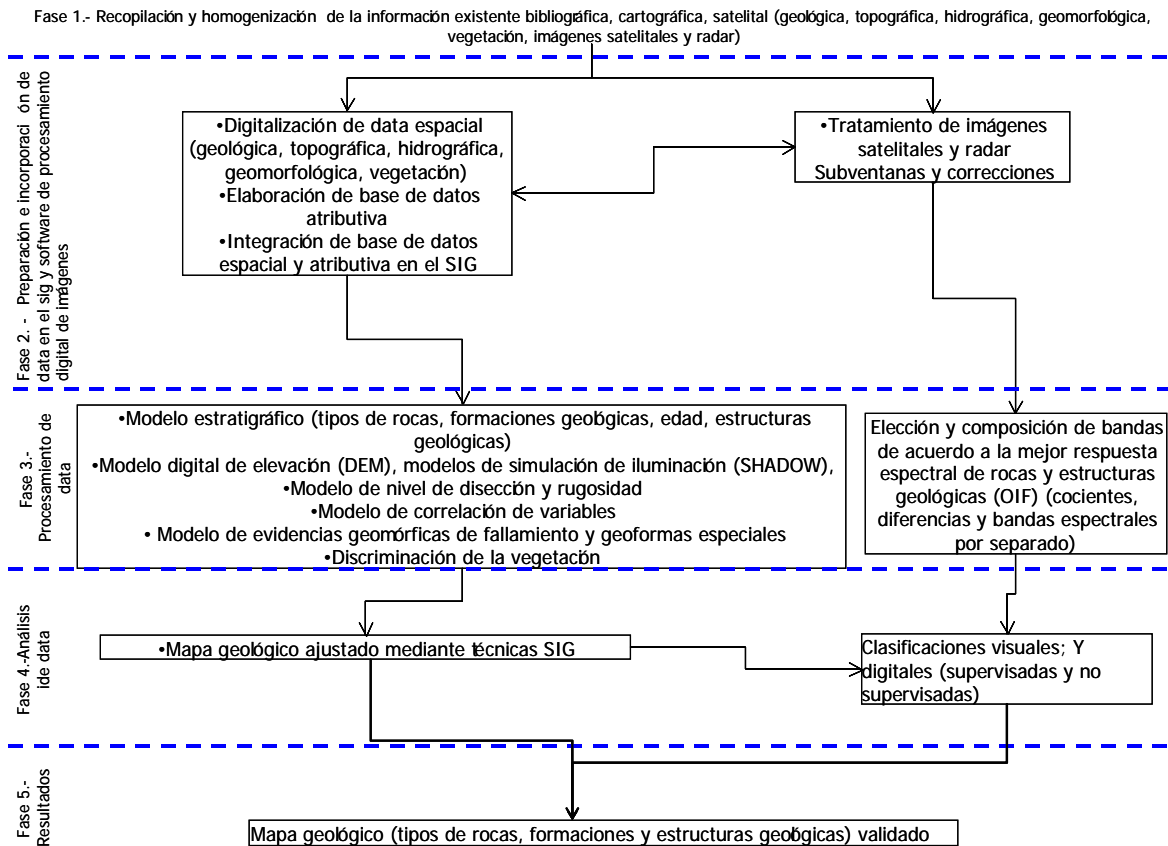 Fase 1.- Recopilación y homogenización de la información existente bibliográfica, cartográfica, satelital (geológica, topográfica, hidrográfica, geomorfológica,
vegetación, imágenes satelitales y radar)
Fase 2. - Preparación e incorporaci ón de
data en el sig y software de procesamiento
digital de imágenes
•Digitalización de data espacial
(geológica, topográfica, hidrográfica,
geomorfológica, vegetación)
•Elaboración de base de datos
atributiva
•Integración de base de datos
espacial y atributiva en el SIG
•Tratamiento de imágenes
satelitales y radar
Subventanas y correcciones
Fase 3.-
Procesamiento de
data
•Modelo estratigráfico (tipos de rocas, formaciones geológicas, edad, estructuras
geológicas)
•Modelo digital de elevación (DEM), modelos de simulación de iluminación (SHADOW),
•Modelo de nivel de disección y rugosidad
•Modelo de correlación de variables
• Modelo de evidencias geomórficas de fallamiento y geoformas especiales
•Discriminación de la vegetación
Elección y composición de bandas
de acuerdo a la mejor respuesta
espectral de rocas y estructuras
geológicas (OIF) (cocientes,
diferencias y bandas espectrales
por separado)
Fase 4.-Análisis
ide data
•Mapa geológico ajustado mediante técnicas SIG
Clasificaciones visuales; Y
digitales (supervisadas y no
supervisadas)
Fase 5.-
Resultados
Mapa geológico (tipos de rocas, formaciones y estructuras geológicas) validado